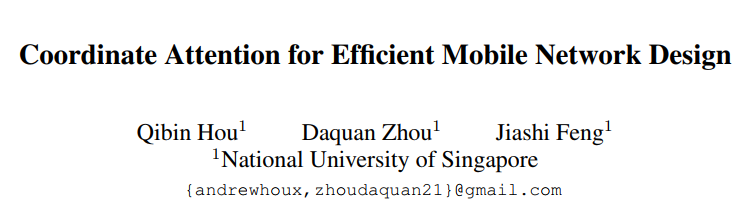 Coordinate Attention for Efficient Mobile Network Design
Qibin Hou¹ Daquan Zhou¹ Jiashi Feng¹
¹National University of Singapore
{andrewhoux,zhoudaquan21}@gmail.com